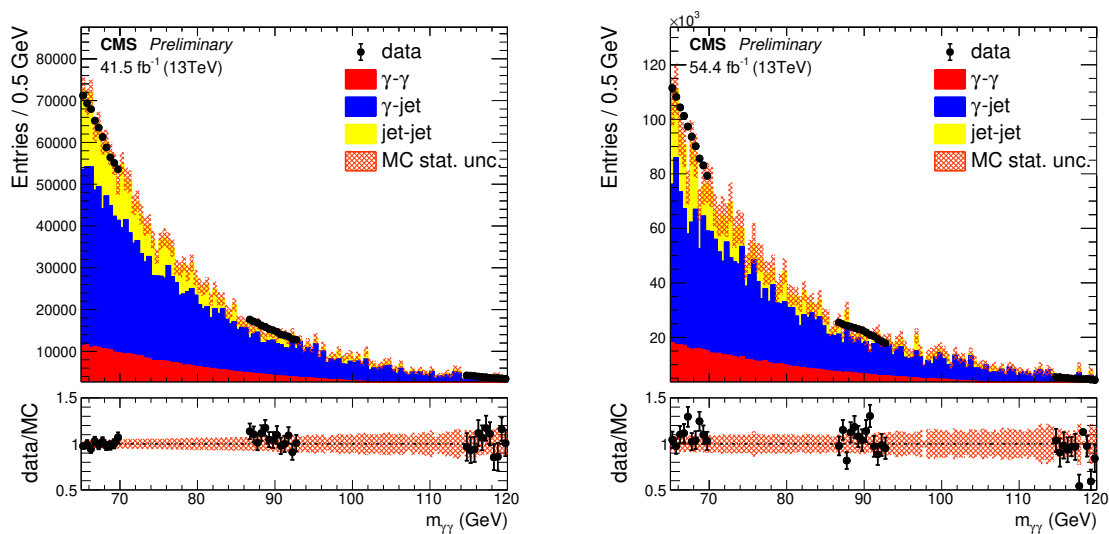 CMS Preliminary
41.5 fb⁻¹ (13TeV)
data
γ-γ
γ-jet
jet-jet
MC stat. unc.
Entries / 0.5 GeV
80000
70000
60000
50000
40000
30000
20000
10000
data/MC
1.5
1
0.5
70 80 90 100 110 120
mγγ (GeV)
×10³
CMS Preliminary
54.4 fb⁻¹ (13TeV)
data
γ-γ
γ-jet
jet-jet
MC stat. unc.
Entries / 0.5 GeV
120
100
80
60
40
20
data/MC
1.5
1
0.5
70 80 90 100 110 120
mγγ (GeV)